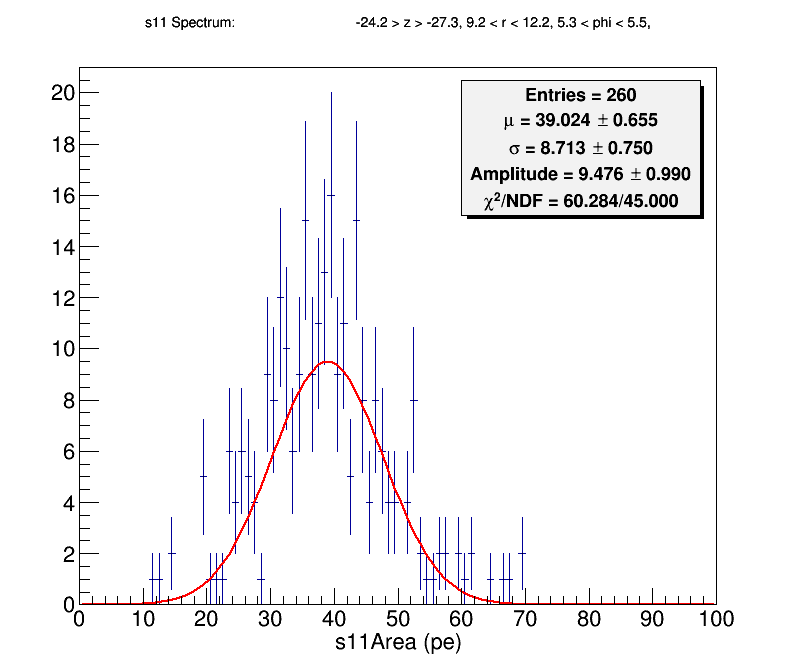 s11 Spectrum: -24.2 > z > -27.3, 9.2 < r < 12.2, 5.3 < phi < 5.5,
Entries = 260
μ = 39.024 ± 0.655
σ = 8.713 ± 0.750
Amplitude = 9.476 ± 0.990
χ²/NDF = 60.284/45.000
20
18
16
14
12
10
8
6
4
2
0
0 10 20 30 40 50 60 70 80 90 100
s11Area (pe)